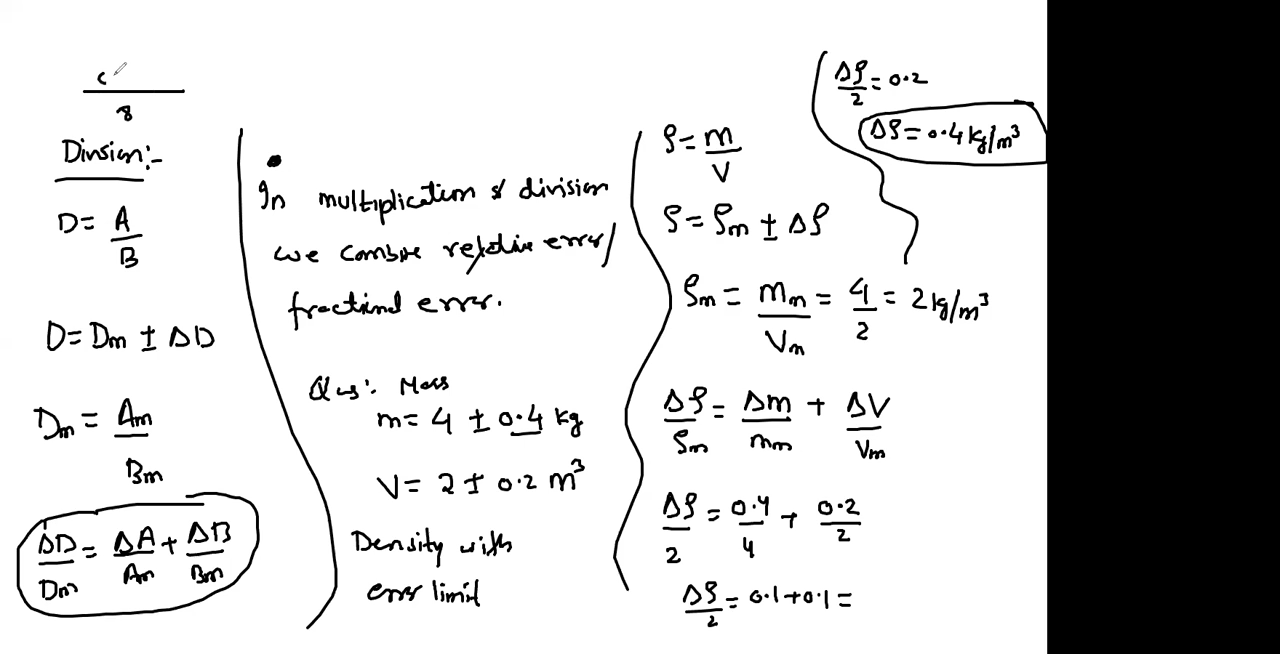 8
Division:-
D = A/B
D = Dm ± ΔD
Dm = Am/Bm
ΔD/Dm = ΔA/Am + ΔB/Bm
In multiplication & division
we combine relative error/
fractional error.
Ques:. Mass
m = 4 ± 0.4 kg
V = 2 ± 0.2 m³
Density with
error limit
ρ = m/V
ρ = ρm ± Δρ
ρm = mm/Vm = 4/2 = 2 kg/m³
Δρ/ρm = Δm/mm + ΔV/Vm
Δρ/2 = 0.4/4 + 0.2/2
Δρ/2 = 0.1 + 0.1 =
Δρ/2 = 0.2
Δρ = 0.4 kg/m³